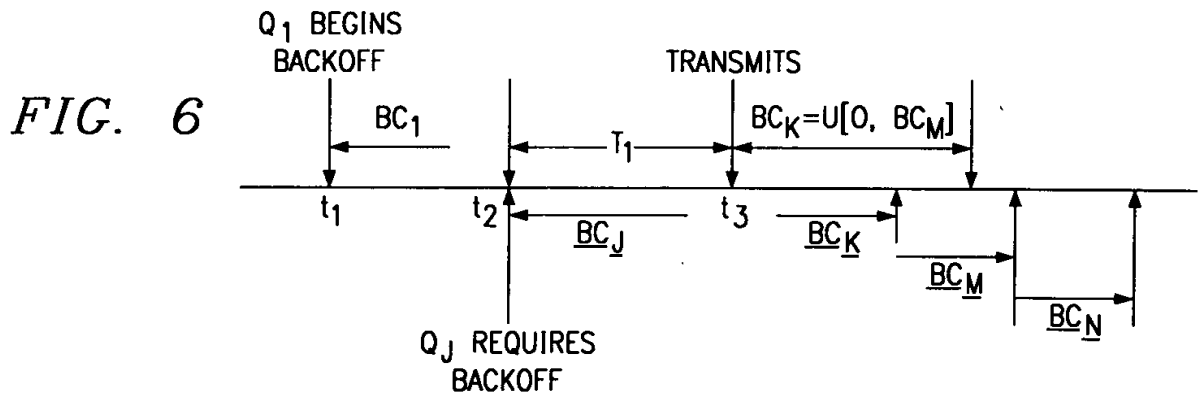 Q1 BEGINS
BACKOFF
TRANSMITS
FIG. 6
BC1
T1
BCK=U[0, BCM]
t1
t2
t3
BCJ
BCK
BCM
BCN
QJ REQUIRES
BACKOFF